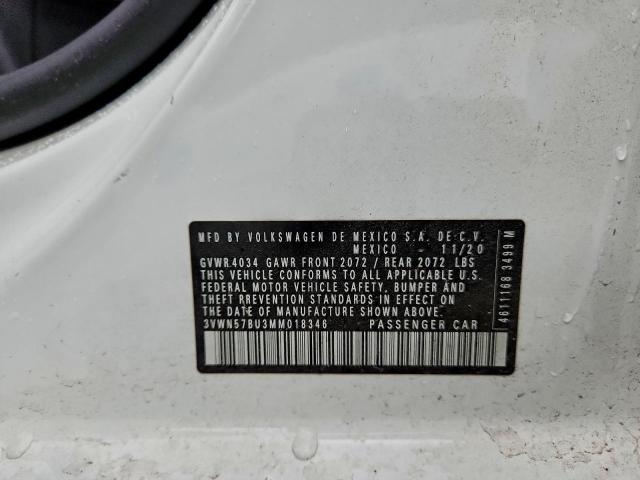 MFD BY VOLKSWAGEN DE MEXICO S.A. DE C.V.
MEXICO - 11/20
GVWR.4034 GAWR FRONT 2072 / REAR 2072 LBS
THIS VEHICLE CONFORMS TO ALL APPLICABLE U.S.
FEDERAL MOTOR VEHICLE SAFETY, BUMPER AND
THEFT PREVENTION STANDARDS IN EFFECT ON
THE DATE OF MANUFACTURE SHOWN ABOVE.
3VWN57BU3MM018346 PASSENGER CAR
46111168 3499 M